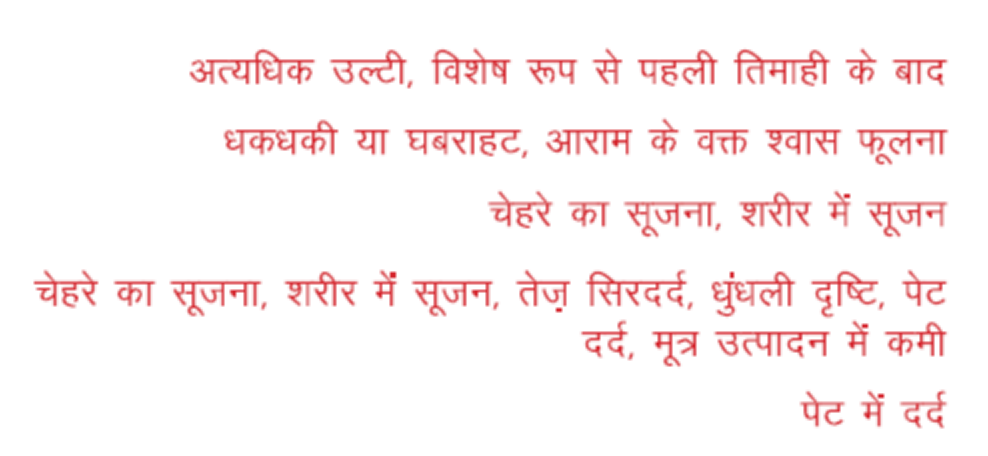 अत्यधिक उल्टी, विशेष रूप से पहली तिमाही के बाद
धकधकी या घबराहट, आराम के वक्त श्वास फूलना
चेहरे का सूजना, शरीर में सूजन
चेहरे का सूजना, शरीर में सूजन, तेज़ सिरदर्द, धुंधली दृष्टि, पेट
दर्द, मूत्र उत्पादन में कमी
पेट में दर्द